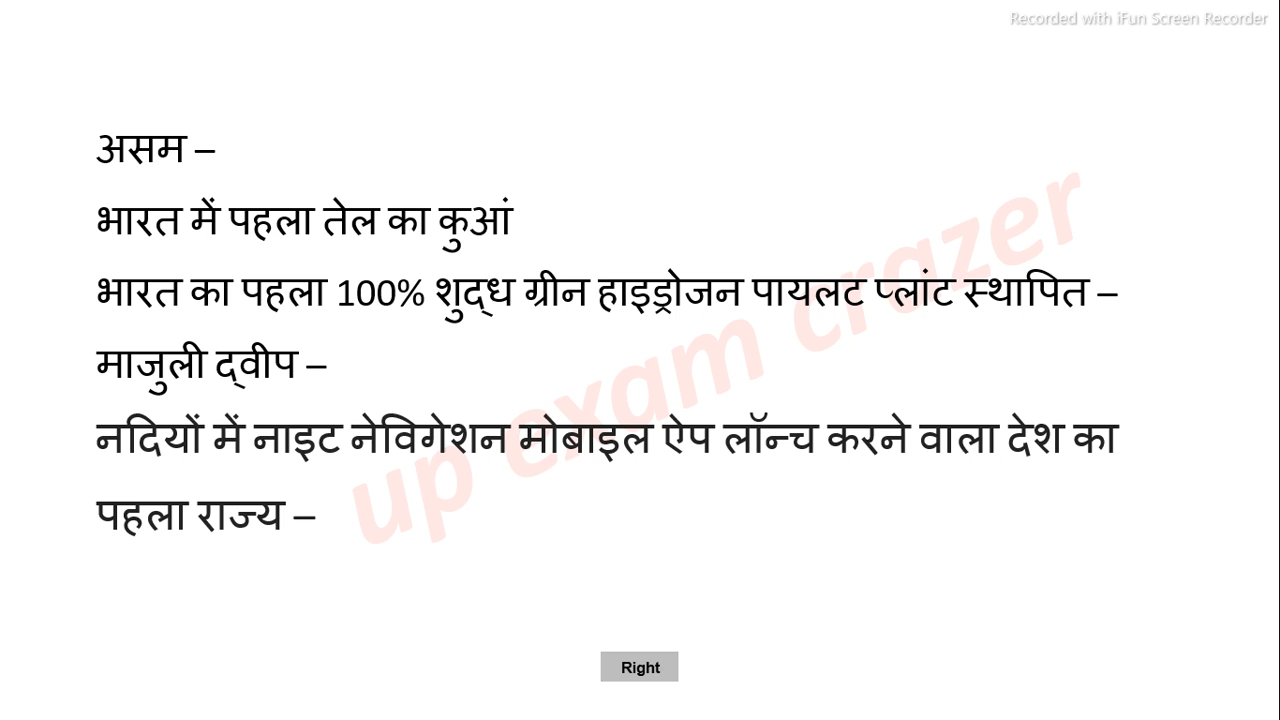 Recorded with iFun Screen Recorder
असम –
भारत में पहला तेल का कुआं
भारत का पहला 100% शुद्ध ग्रीन हाइड्रोजन पायलट प्लांट स्थापित –
माजुली द्वीप –
नदियों में नाइट नेविगेशन मोबाइल ऐप लॉन्च करने वाला देश का
पहला राज्य –
up exam crazer
Right